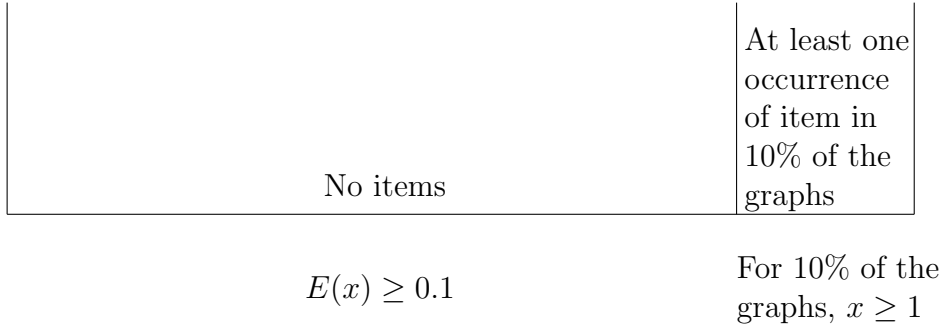 At least one
occurrence
of item in
10% of the
graphs
No items
E(x) ≥ 0.1
For 10% of the
graphs, x ≥ 1